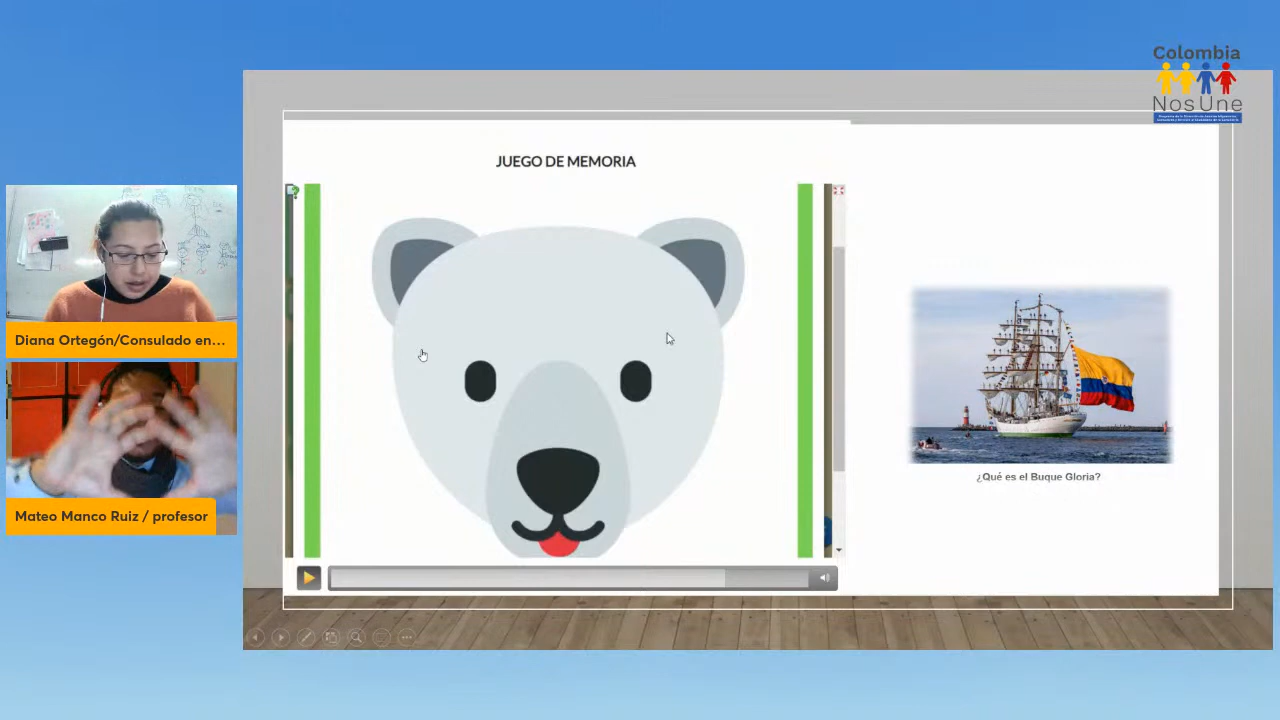 Colombia
NosUne
JUEGO DE MEMORIA
Diana Ortegón/Consulado en...
Mateo Manco Ruiz / profesor
¿Qué es el Buque Gloria?